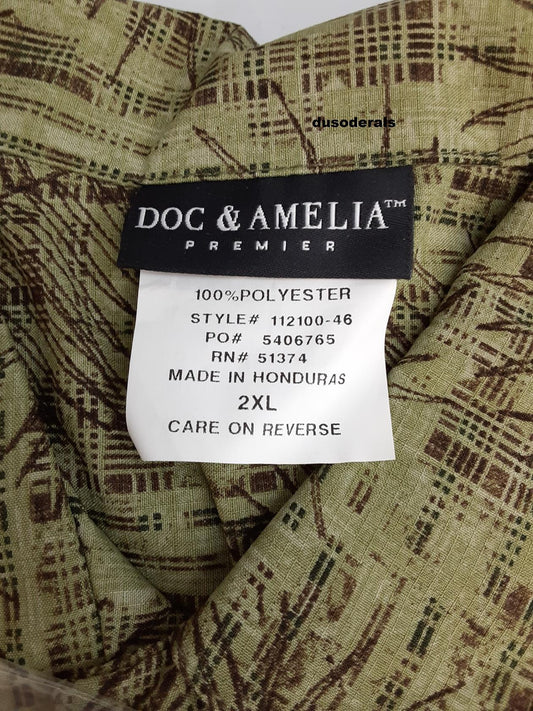 dusoderals
DOC & AMELIA™
PREMIER
100%POLYESTER
STYLE# 112100-46
PO# 5406765
RN# 51374
MADE IN HONDURAS
2XL
CARE ON REVERSE